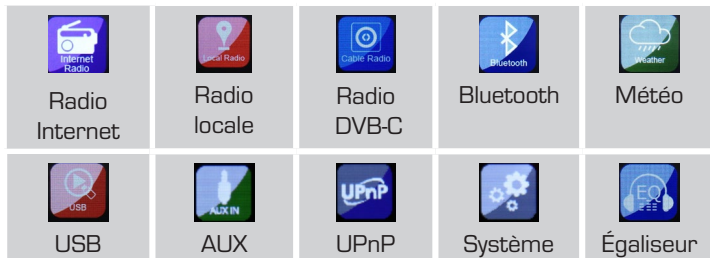 Internet
Radio
Local Radio
Cable Radio
Bluetooth
Weather
Radio
Internet
Radio
locale
Radio
DVB-C
Bluetooth
Météo
USB
AUX IN
UPnP
EQ
USB
AUX
UPnP
Système
Égaliseur